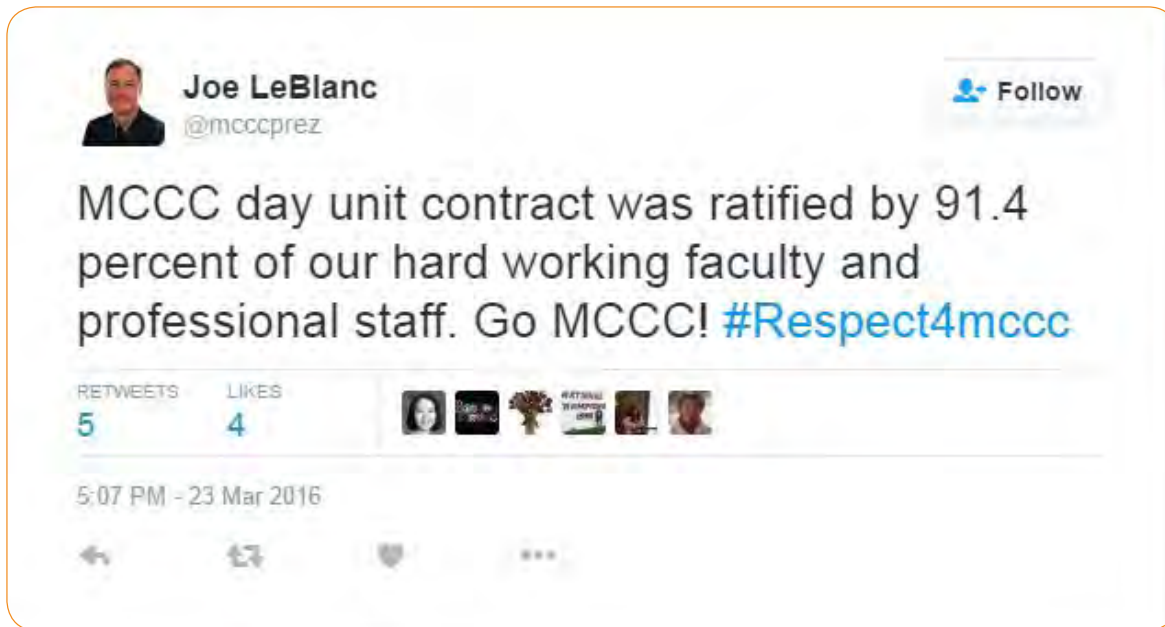 Joe LeBlanc
@mcccprez
Follow
MCCC day unit contract was ratified by 91.4
percent of our hard working faculty and
professional staff. Go MCCC! #Respect4mccc
RETWEETS LIKES
5 4
5:07 PM - 23 Mar 2016